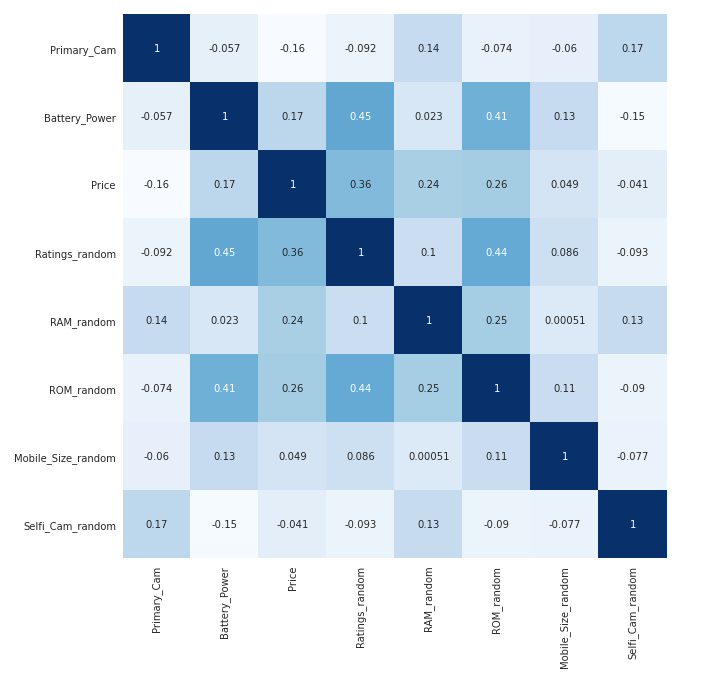 Primary_Cam 1 -0.057 -0.16 -0.092 0.14 -0.074 -0.06 0.17
Battery_Power -0.057 1 0.17 0.45 0.023 0.41 0.13 -0.15
Price -0.16 0.17 1 0.36 0.24 0.26 0.049 -0.041
Ratings_random -0.092 0.45 0.36 1 0.1 0.44 0.086 -0.093
RAM_random 0.14 0.023 0.24 0.1 1 0.25 0.00051 0.13
ROM_random -0.074 0.41 0.26 0.44 0.25 1 0.11 -0.09
Mobile_Size_random -0.06 0.13 0.049 0.086 0.00051 0.11 1 -0.077
Selfi_Cam_random 0.17 -0.15 -0.041 -0.093 0.13 -0.09 -0.077 1
Primary_Cam
Battery_Power
Price
Ratings_random
RAM_random
ROM_random
Mobile_Size_random
Selfi_Cam_random